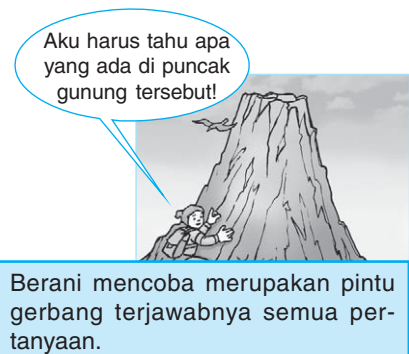 Aku harus tahu apa
yang ada di puncak
gunung tersebut!
Berani mencoba merupakan pintu
gerbang terjawabnya semua per-
tanyaan.